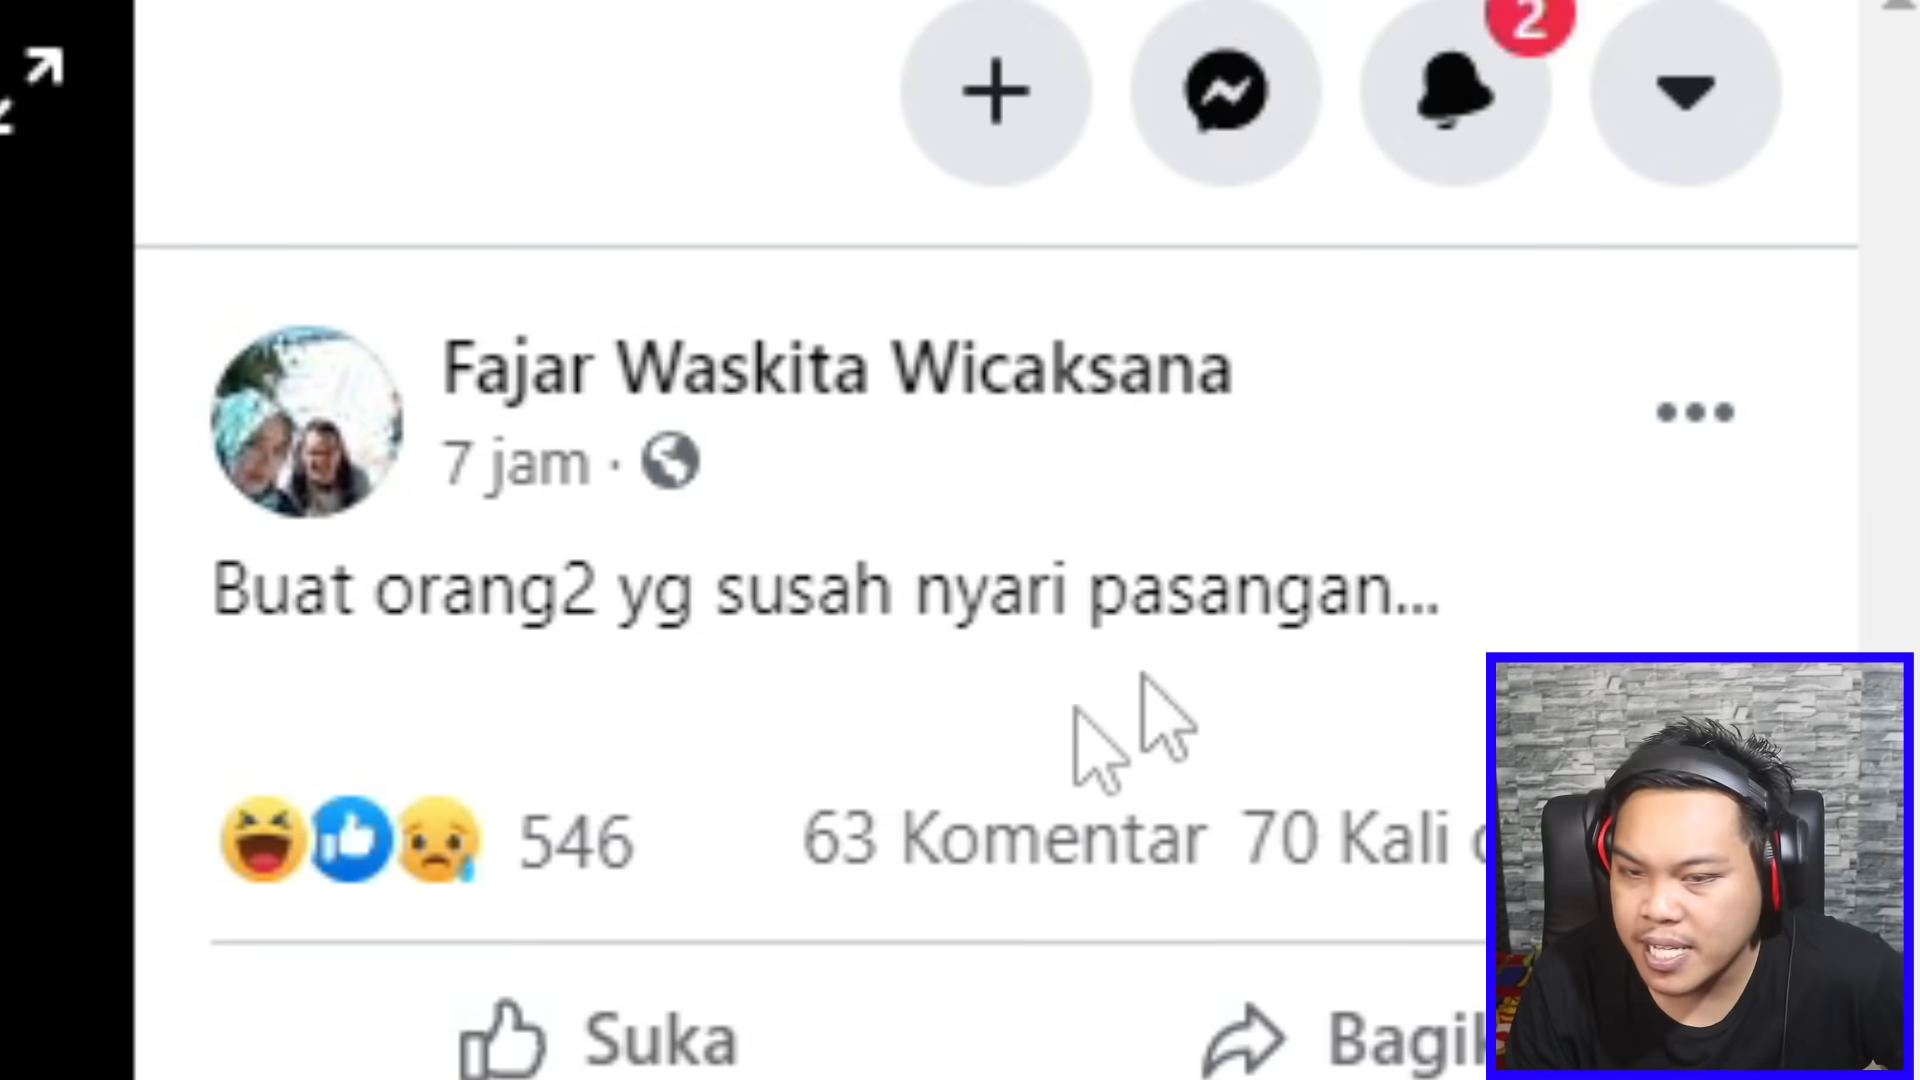 2
Fajar Waskita Wicaksana
7 jam ·
Buat orang2 yg susah nyari pasangan...
546 63 Komentar 70 Kali
Suka